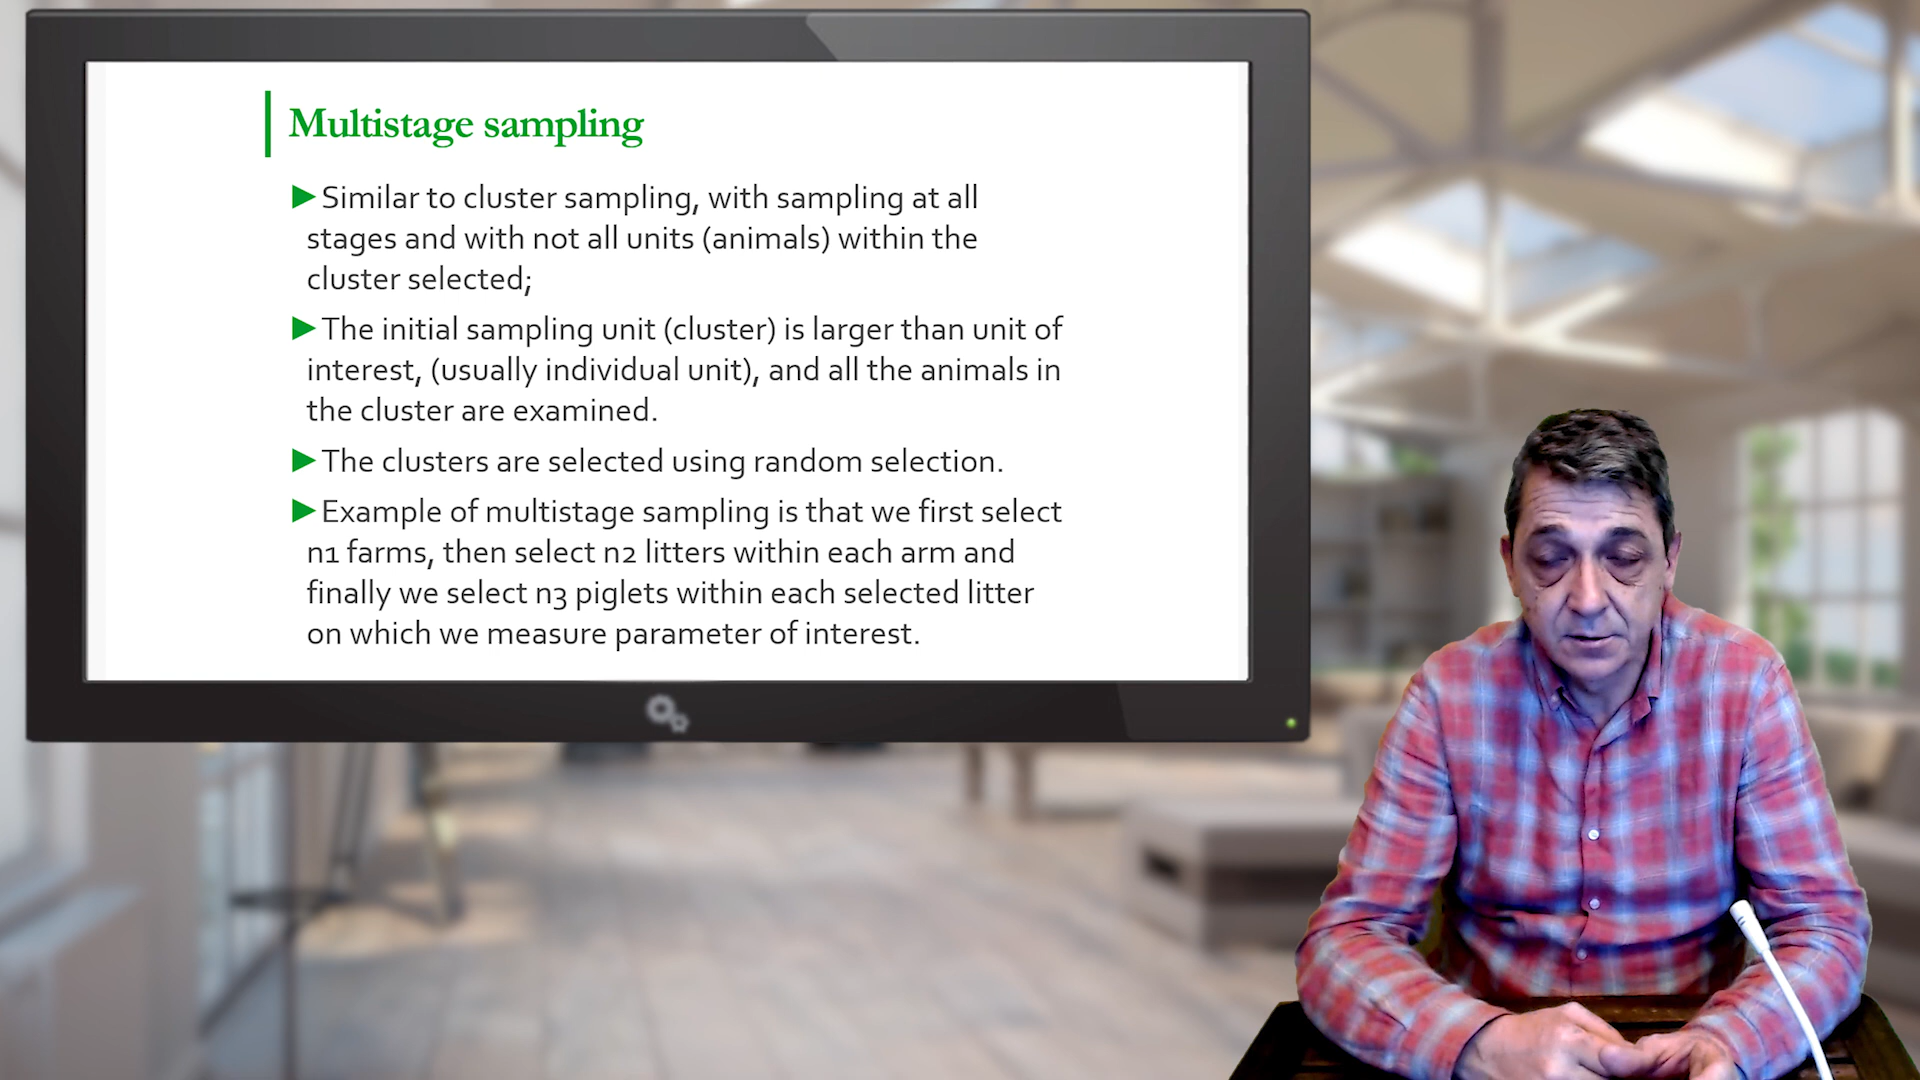 Multistage sampling
►Similar to cluster sampling, with sampling at all
stages and with not all units (animals) within the
cluster selected;
►The initial sampling unit (cluster) is larger than unit of
interest, (usually individual unit), and all the animals in
the cluster are examined.
►The clusters are selected using random selection.
►Example of multistage sampling is that we first select
n1 farms, then select n2 litters within each arm and
finally we select n3 piglets within each selected litter
on which we measure parameter of interest.